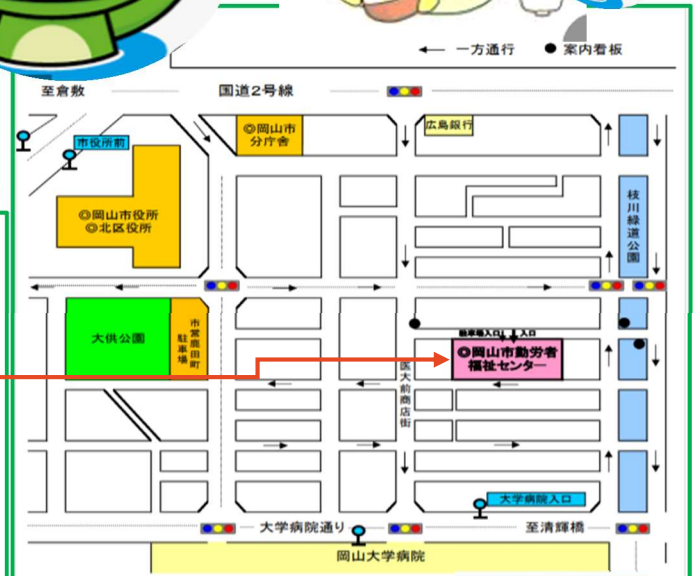 ← 一方通行 ● 案内看板
至倉敷
国道2号線
市役所前
◎岡山市
分庁舎
広島銀行
◎岡山市役所
◎北区役所
枝川緑道公園
大供公園
市営鹿田町
駐車場
駐車場入口 入口
◎岡山市勤労者
福祉センター
医大前商店街
大学病院入口
大学病院通り
至清輝橋
岡山大学病院